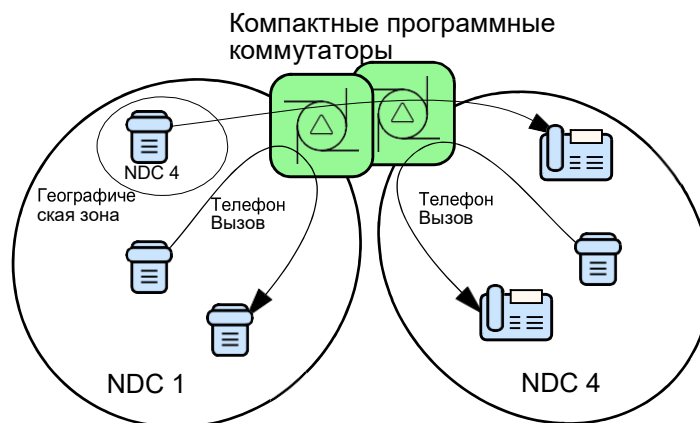 Компактные программные
коммутаторы
NDC 4
Географиче
ская зона
Телефон
Вызов
Телефон
Вызов
NDC 1
NDC 4